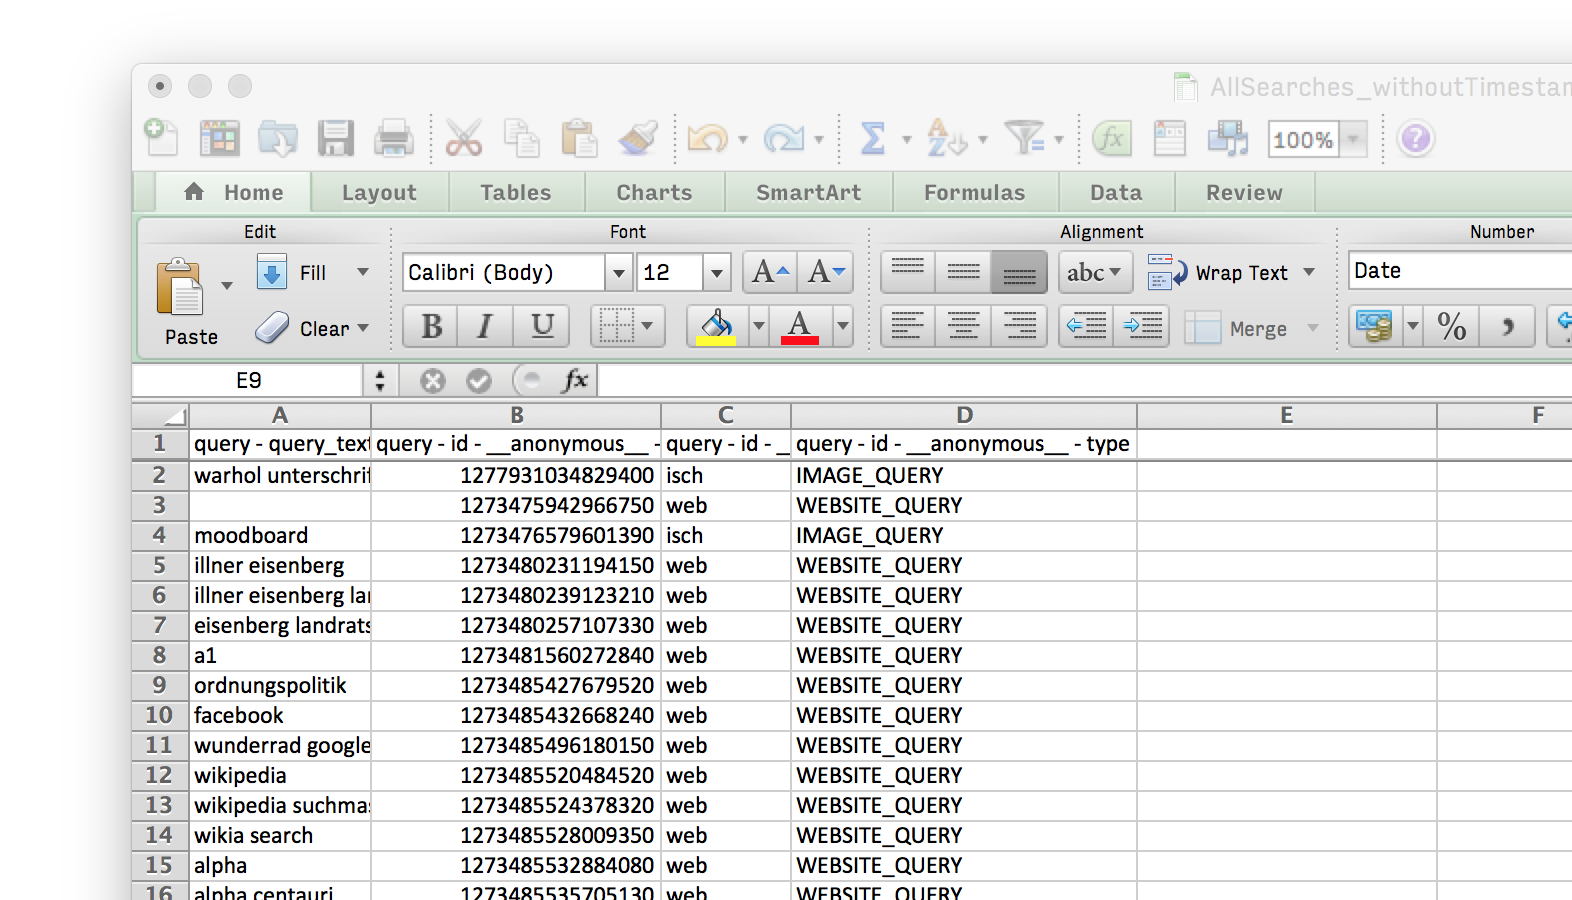 AllSearches_withoutTimestam
100%
Home Layout Tables Charts SmartArt Formulas Data Review
Edit Font Alignment Number
Fill Calibri (Body) 12 A A abc Wrap Text Date
Paste Clear B I U A Merge % ,
E9 fx
A B C D E F
1 query - query_text query - id - __anonymous__ - query - id - _ query - id - __anonymous__ - type
2 warhol unterschrif 1277931034829400 isch IMAGE_QUERY
3 1273475942966750 web WEBSITE_QUERY
4 moodboard 1273476579601390 isch IMAGE_QUERY
5 illner eisenberg 1273480231194150 web WEBSITE_QUERY
6 illner eisenberg lan 1273480239123210 web WEBSITE_QUERY
7 eisenberg landrats 1273480257107330 web WEBSITE_QUERY
8 a1 1273481560272840 web WEBSITE_QUERY
9 ordnungspolitik 1273485427679520 web WEBSITE_QUERY
10 facebook 1273485432668240 web WEBSITE_QUERY
11 wunderrad google 1273485496180150 web WEBSITE_QUERY
12 wikipedia 1273485520484520 web WEBSITE_QUERY
13 wikipedia suchmas 1273485524378320 web WEBSITE_QUERY
14 wikia search 1273485528009350 web WEBSITE_QUERY
15 alpha 1273485532884080 web WEBSITE_QUERY
16 alpha centauri 1273485535705130 web WEBSITE_QUERY